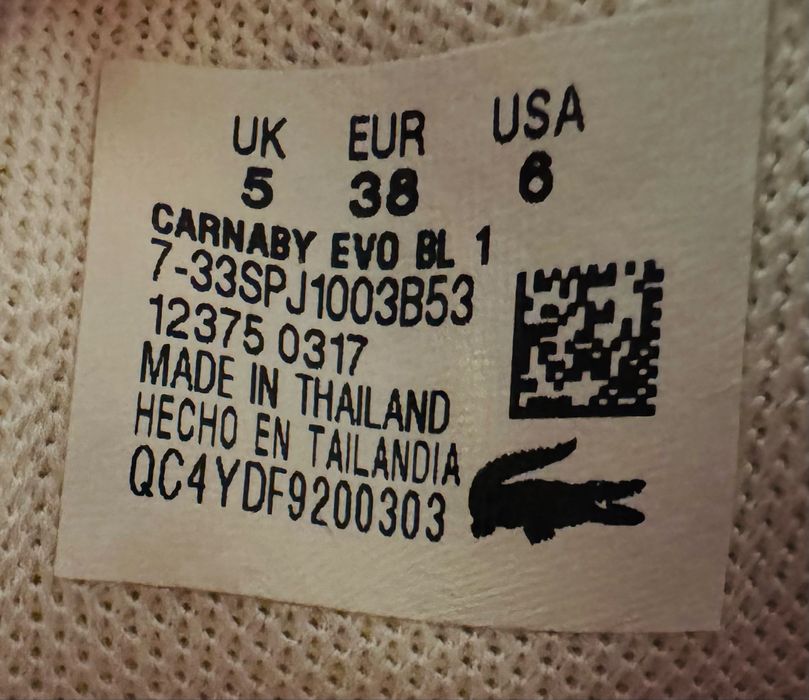 UK EUR USA
5 38 6
CARNABY EVO BL 1
7-33SPJ1003B53
12375 0317
MADE IN THAILAND
HECHO EN TAILANDIA
QC4YDF9200303